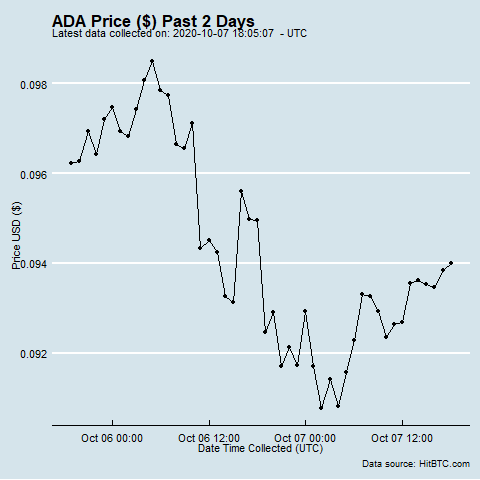 ADA Price ($) Past 2 Days
Latest data collected on: 2020-10-07 18:05:07 - UTC
0.098
0.096
0.094
0.092
Price USD ($)
Oct 06 00:00 Oct 06 12:00 Oct 07 00:00 Oct 07 12:00
Date Time Collected (UTC)
Data source: HitBTC.com